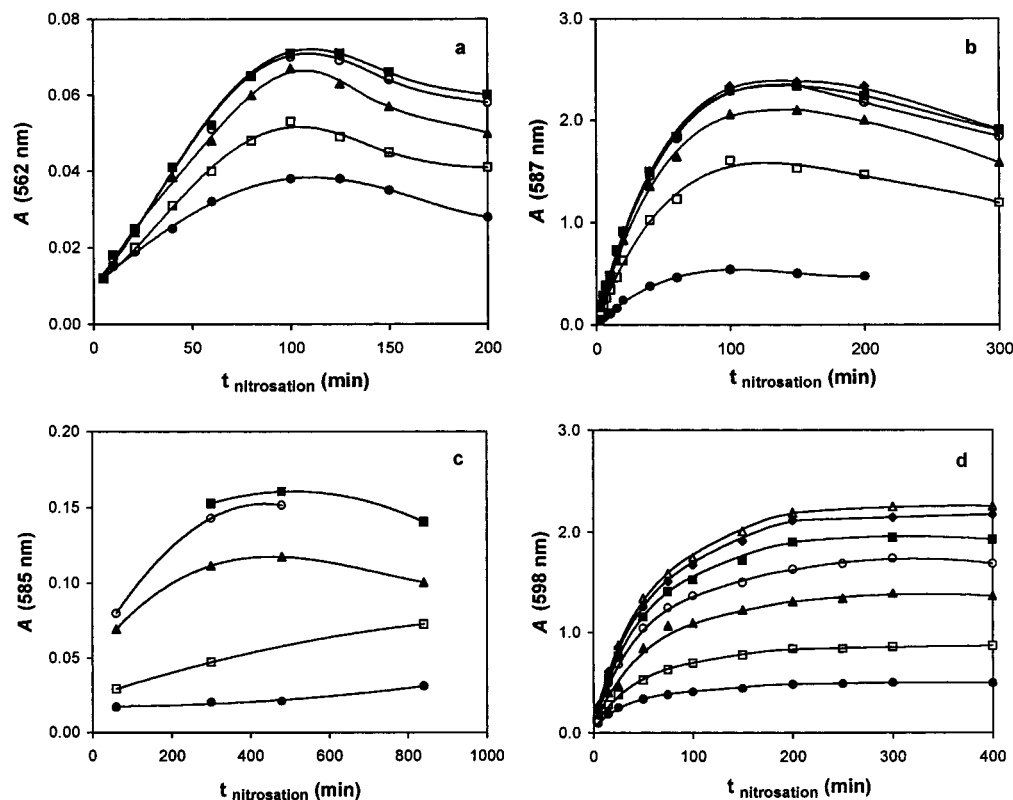 a
A (562 nm)
0.08
0.06
0.04
0.02
0.00
0 50 100 150 200
t nitrosation (min)
b
A (587 nm)
3.0
2.0
1.0
0.0
0 100 200 300
t nitrosation (min)
c
A (585 nm)
0.20
0.15
0.10
0.05
0.00
0 200 400 600 800 1000
t nitrosation (min)
d
A (598 nm)
3.0
2.0
1.0
0.0
0 100 200 300 400
t nitrosation (min)